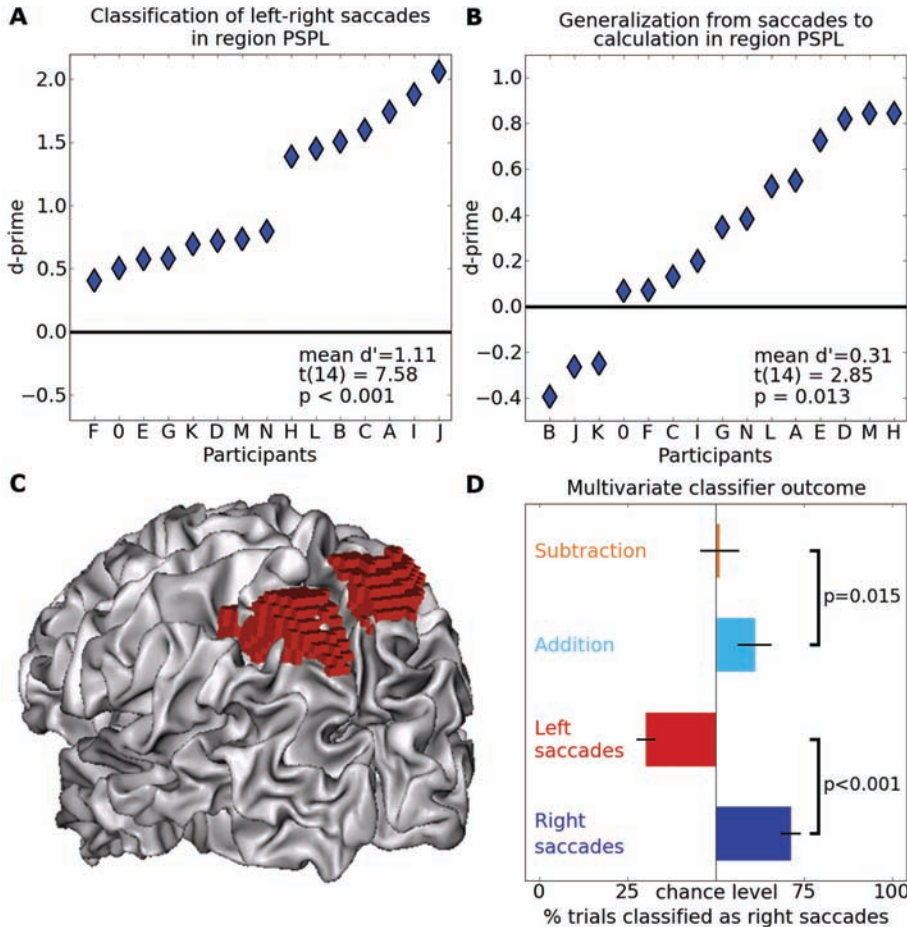 A
Classification of left-right saccades
in region PSPL
d-prime
2.0
1.5
1.0
0.5
0.0
−0.5
mean d'=1.11
t(14) = 7.58
p < 0.001
F 0 E G K D M N H L B C A I J
Participants
B
Generalization from saccades to
calculation in region PSPL
d-prime
1.0
0.8
0.6
0.4
0.2
0.0
−0.2
−0.4
mean d'=0.31
t(14) = 2.85
p = 0.013
B J K 0 F C I G N L A E D M H
Participants
C
D
Multivariate classifier outcome
Subtraction
p=0.015
Addition
Left
saccades
p<0.001
Right
saccades
0 25 chance level 75 100
% trials classified as right saccades